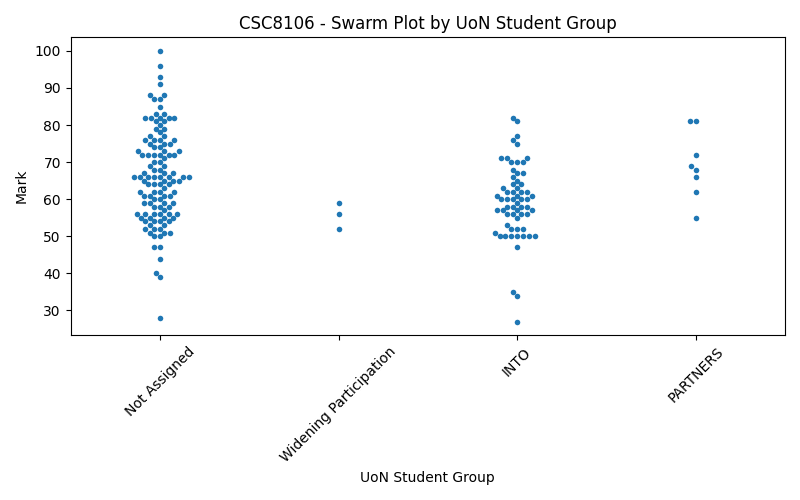 CSC8106 - Swarm Plot by UoN Student Group
100
90
80
70
60
50
40
30
Mark
Not Assigned
Widening Participation
INTO
PARTNERS
UoN Student Group